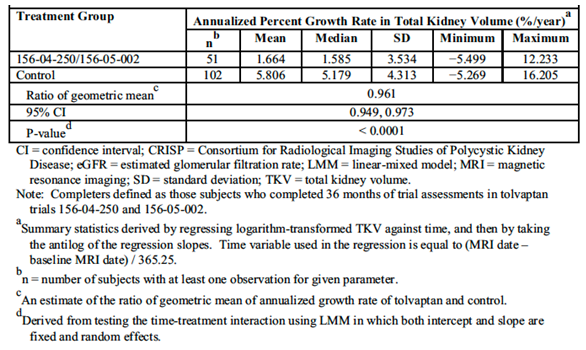 Treatment Group Annualized Percent Growth Rate in Total Kidney Volume (%/year)a
nb Mean Median SD Minimum Maximum
156-04-250/156-05-002 51 1.664 1.585 3.534 −5.499 12.233
Control 102 5.806 5.179 4.313 −5.269 16.205
Ratio of geometric meanc 0.961
95% CI 0.949, 0.973
P-valued < 0.0001
CI = confidence interval; CRISP = Consortium for Radiological Imaging Studies of Polycystic Kidney
Disease; eGFR = estimated glomerular filtration rate; LMM = linear-mixed model; MRI = magnetic
resonance imaging; SD = standard deviation; TKV = total kidney volume.
Note: Completers defined as those subjects who completed 36 months of trial assessments in tolvaptan
trials 156-04-250 and 156-05-002.
aSummary statistics derived by regressing logarithm-transformed TKV against time, and then by taking
the antilog of the regression slopes. Time variable used in the regression is equal to (MRI date –
baseline MRI date) / 365.25.
bn = number of subjects with at least one observation for given parameter.
cAn estimate of the ratio of geometric mean of annualized growth rate of tolvaptan and control.
dDerived from testing the time-treatment interaction using LMM in which both intercept and slope are
fixed and random effects.